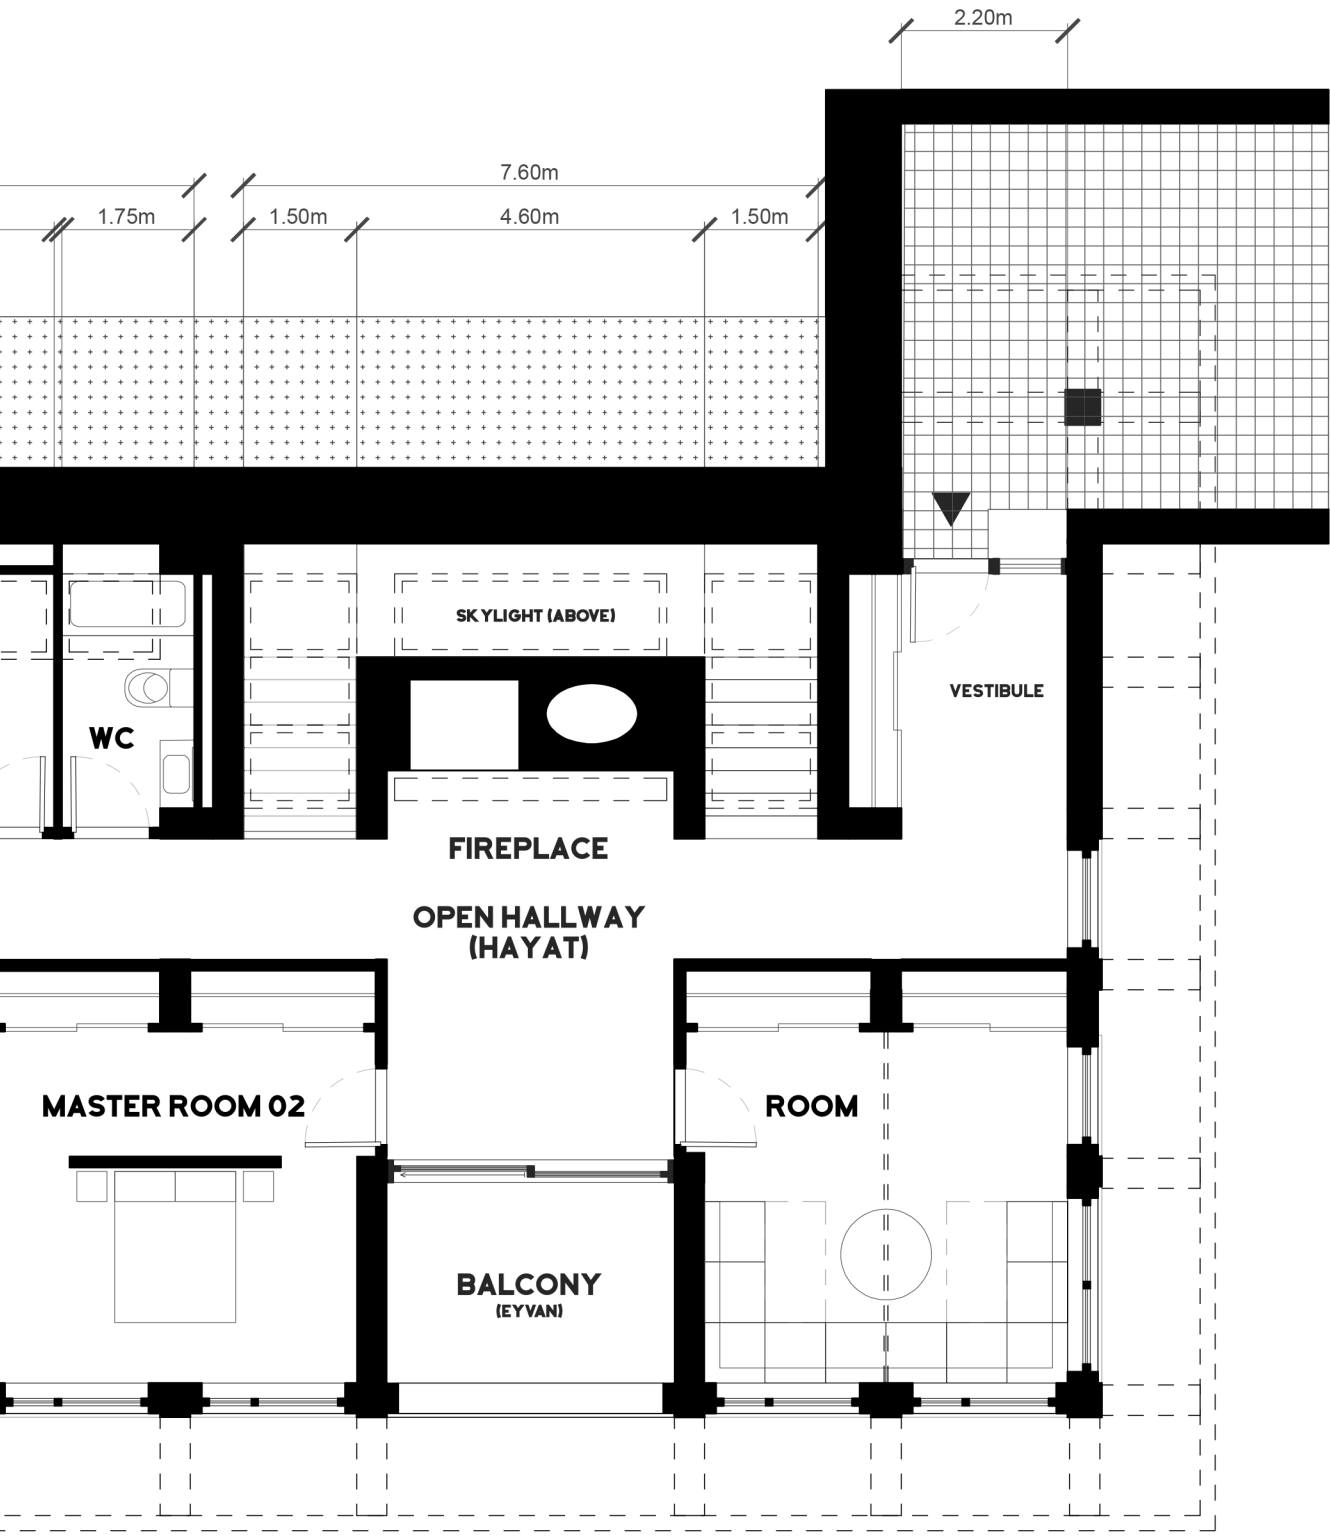 2.20m
7.60m
1.75m
1.50m
4.60m
1.50m
SKYLIGHT (ABOVE)
VESTIBULE
WC
FIREPLACE
OPEN HALLWAY
(HAYAT)
MASTER ROOM 02
ROOM
BALCONY
(EYVAN)